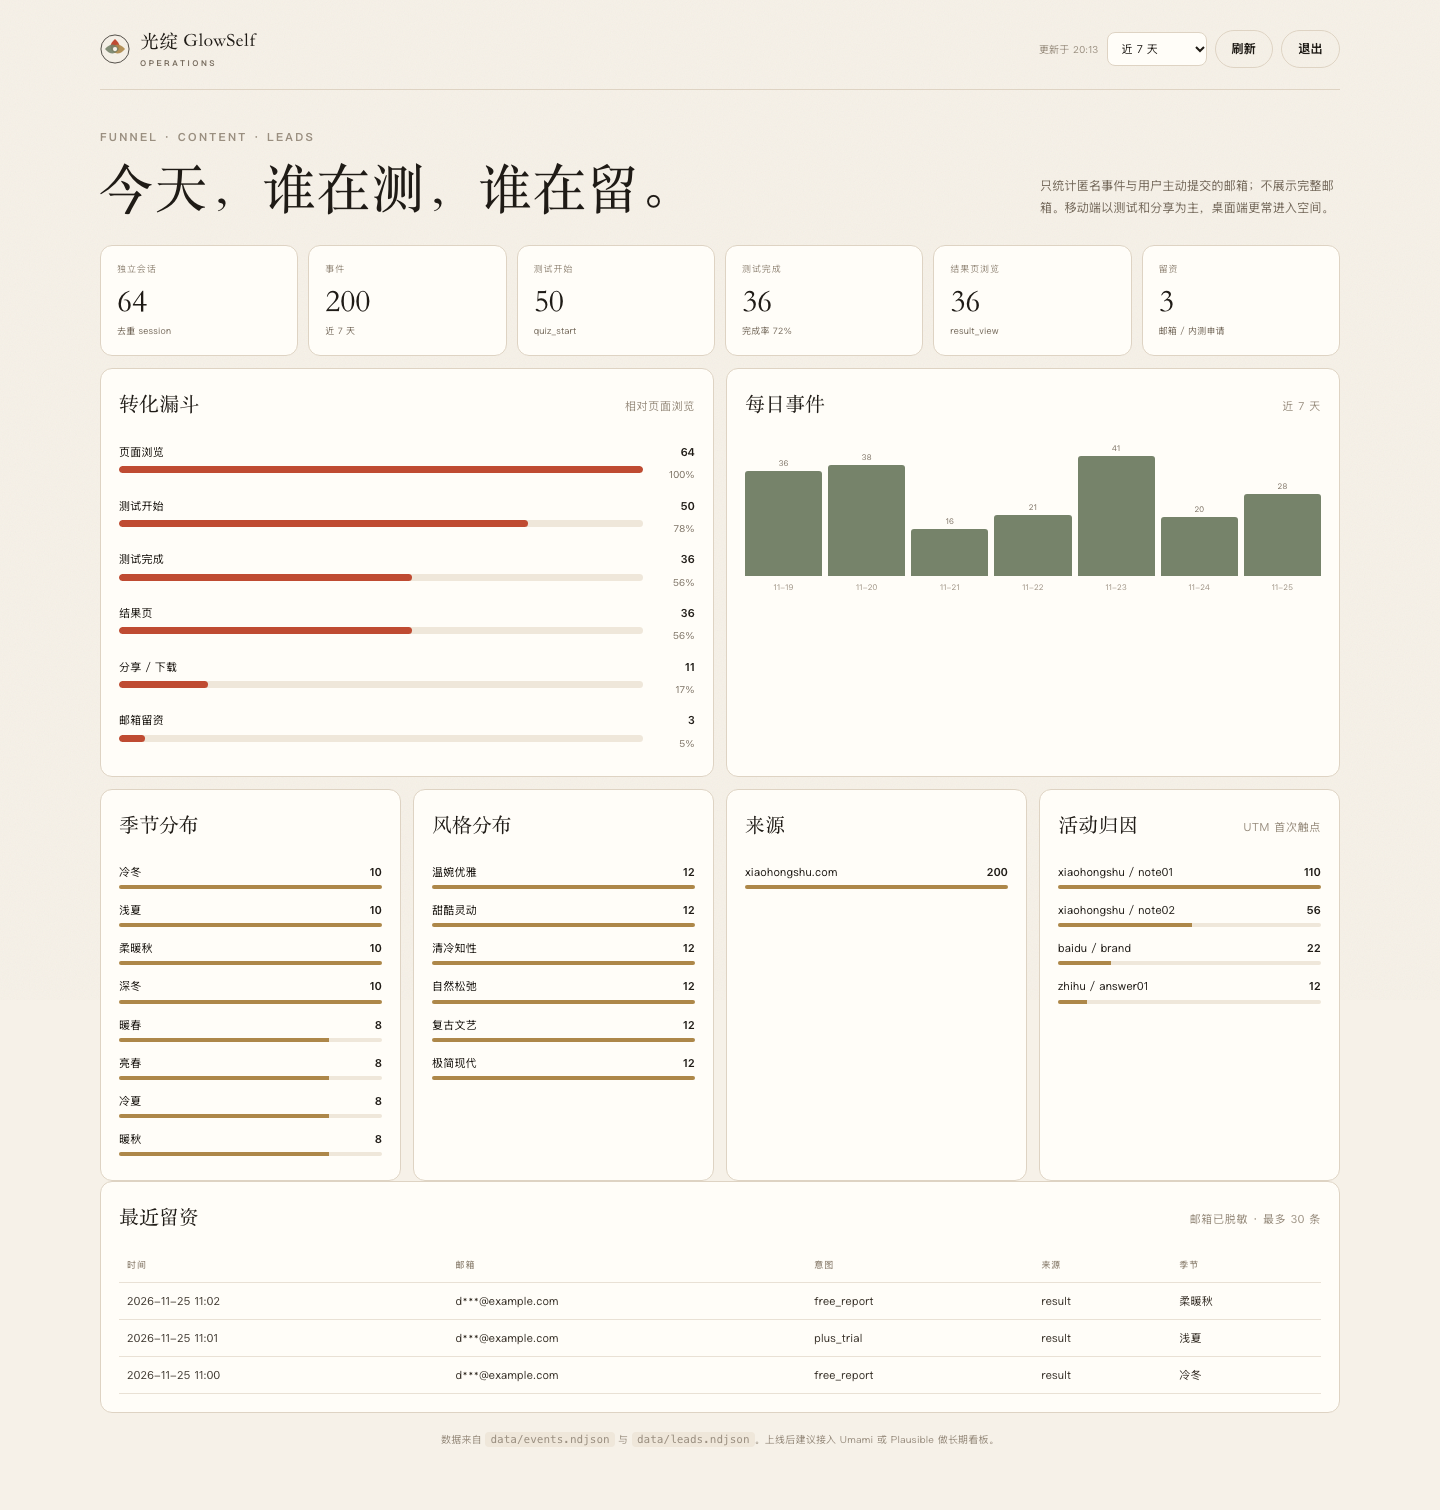 光绽 GlowSelf
OPERATIONS
更新于 20:13
近 7 天
刷新
退出
FUNNEL · CONTENT · LEADS
今天，谁在测，谁在留。
只统计匿名事件与用户主动提交的邮箱；不展示完整邮
箱。移动端以测试和分享为主，桌面端更常进入空间。
独立会话
64
去重 session
事件
200
近 7 天
测试开始
50
quiz_start
测试完成
36
完成率 72%
结果页浏览
36
result_view
留资
3
邮箱 / 内测申请
转化漏斗
相对页面浏览
页面浏览 64
100%
测试开始 50
78%
测试完成 36
56%
结果页 36
56%
分享 / 下载 11
17%
邮箱留资 3
5%
每日事件
近 7 天
36 38 16 21 41 20 28
11-19 11-20 11-21 11-22 11-23 11-24 11-25
季节分布
冷冬 10
浅夏 10
柔暖秋 10
深冬 10
暖春 8
亮春 8
冷夏 8
暖秋 8
风格分布
温婉优雅 12
甜酷灵动 12
清冷知性 12
自然松弛 12
复古文艺 12
极简现代 12
来源
xiaohongshu.com 200
活动归因
UTM 首次触点
xiaohongshu / note01 110
xiaohongshu / note02 56
baidu / brand 22
zhihu / answer01 12
最近留资
邮箱已脱敏 · 最多 30 条
时间 邮箱 意图 来源 季节
2026-11-25 11:02 d***@example.com free_report result 柔暖秋
2026-11-25 11:01 d***@example.com plus_trial result 浅夏
2026-11-25 11:00 d***@example.com free_report result 冷冬
数据来自 data/events.ndjson 与 data/leads.ndjson。上线后建议接入 Umami 或 Plausible 做长期看板。